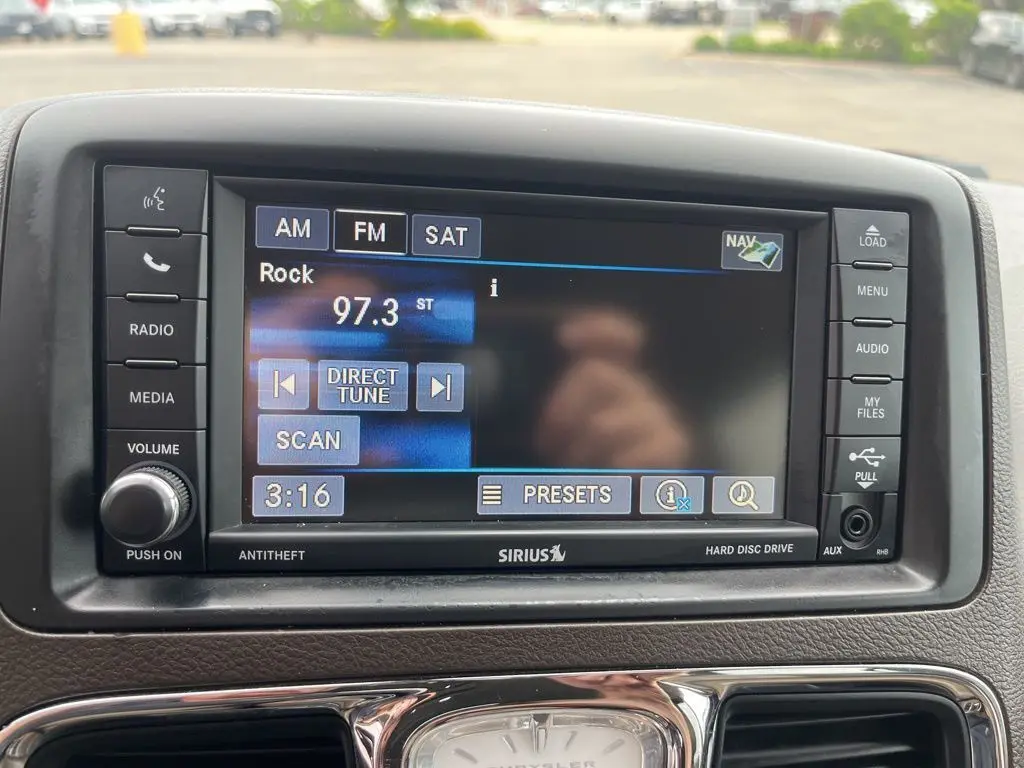 AM FM SAT NAV
Rock
i
97.3 ST
DIRECT
TUNE
SCAN
3:16 PRESETS i
RADIO
MEDIA
VOLUME
PUSH ON
LOAD
MENU
AUDIO
MY
FILES
PULL
AUX RHB
ANTITHEFT SIRIUS HARD DISC DRIVE
CHRYSLER